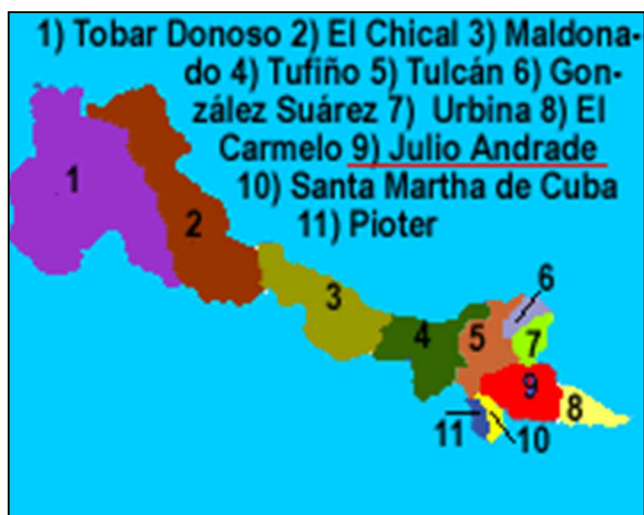 1) Tobar Donoso 2) El Chical 3) Maldona-
do 4) Tufiño 5) Tulcán 6) Gon-
zález Suárez 7) Urbina 8) El
Carmelo 9) Julio Andrade
10) Santa Martha de Cuba
11) Pioter
1
2
3
4
5
6
7
8
9
10
11